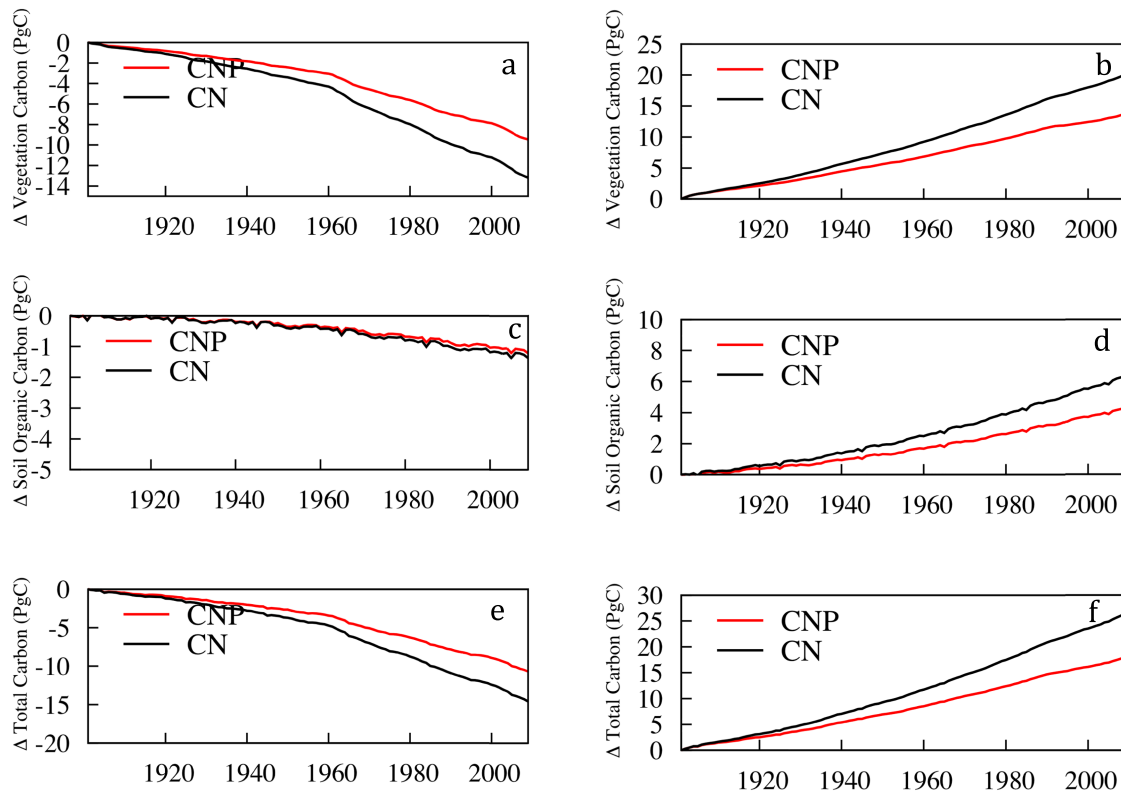 Δ Vegetation Carbon (PgC)
0
-2
-4
-6
-8
-10
-12
-14
CNP
CN
a
1920 1940 1960 1980 2000
Δ Vegetation Carbon (PgC)
25
20
15
10
5
0
CNP
CN
b
1920 1940 1960 1980 2000
Δ Soil Organic Carbon (PgC)
0
-1
-2
-3
-4
-5
CNP
CN
c
1920 1940 1960 1980 2000
Δ Soil Organic Carbon (PgC)
10
8
6
4
2
0
CNP
CN
d
1920 1940 1960 1980 2000
Δ Total Carbon (PgC)
0
-5
-10
-15
-20
CNP
CN
e
1920 1940 1960 1980 2000
Δ Total Carbon (PgC)
30
25
20
15
10
5
0
CNP
CN
f
1920 1940 1960 1980 2000